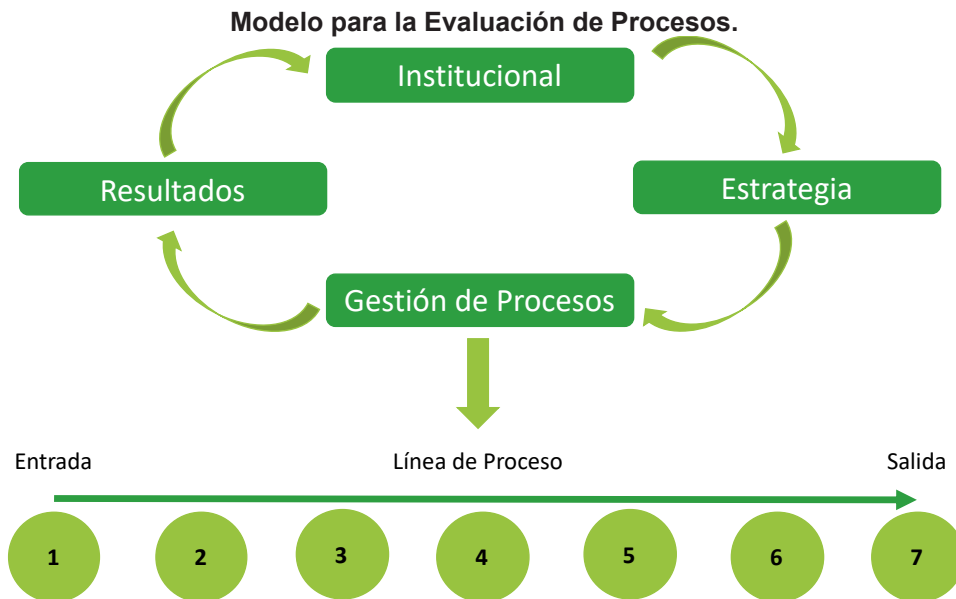 Modelo para la Evaluación de Procesos.
Institucional
Resultados
Estrategia
Gestión de Procesos
Entrada
Línea de Proceso
Salida
1
2
3
4
5
6
7